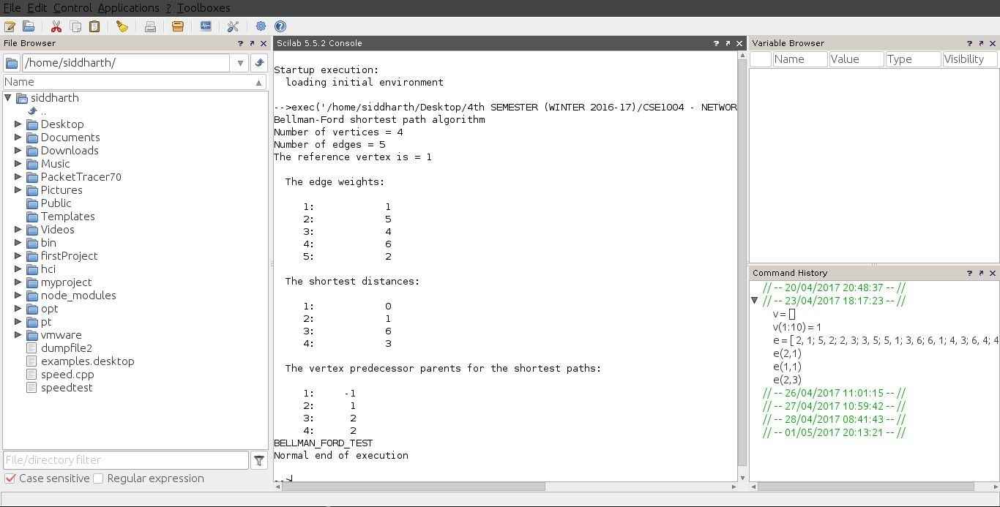 File Edit Control Applications ? Toolboxes
File Browser
/home/siddharth/
Name
siddharth
..
Desktop
Documents
Downloads
Music
PacketTracer70
Pictures
Public
Templates
Videos
bin
firstProject
hci
myproject
node_modules
opt
pt
vmware
dumpfile2
examples.desktop
speed.cpp
speedtest
File/directory filter
Case sensitive Regular expression
Scilab 5.5.2 Console
Startup execution:
loading initial environment
-->exec('/home/siddharth/Desktop/4th SEMESTER (WINTER 2016-17)/CSE1004 - NETWOR
Bellman-Ford shortest path algorithm
Number of vertices = 4
Number of edges = 5
The reference vertex is = 1
The edge weights:
1: 1
2: 5
3: 4
4: 6
5: 2
The shortest distances:
1: 0
2: 1
3: 6
4: 3
The vertex predecessor parents for the shortest paths:
1: -1
2: 1
3: 2
4: 2
BELLMAN_FORD_TEST
Normal end of execution
-->
Variable Browser
Name Value Type Visibility
Command History
// -- 20/04/2017 20:48:37 -- //
// -- 23/04/2017 18:17:23 -- //
v = []
v(1:10) = 1
e = [ 2, 1; 5, 2; 2, 3; 3, 5; 5, 1; 3, 6; 6, 1; 4, 3; 6, 4; 4
e(2,1)
e(1,1)
e(2,3)
// -- 26/04/2017 11:01:15 -- //
// -- 27/04/2017 10:59:42 -- //
// -- 28/04/2017 08:41:43 -- //
// -- 01/05/2017 20:13:21 -- //